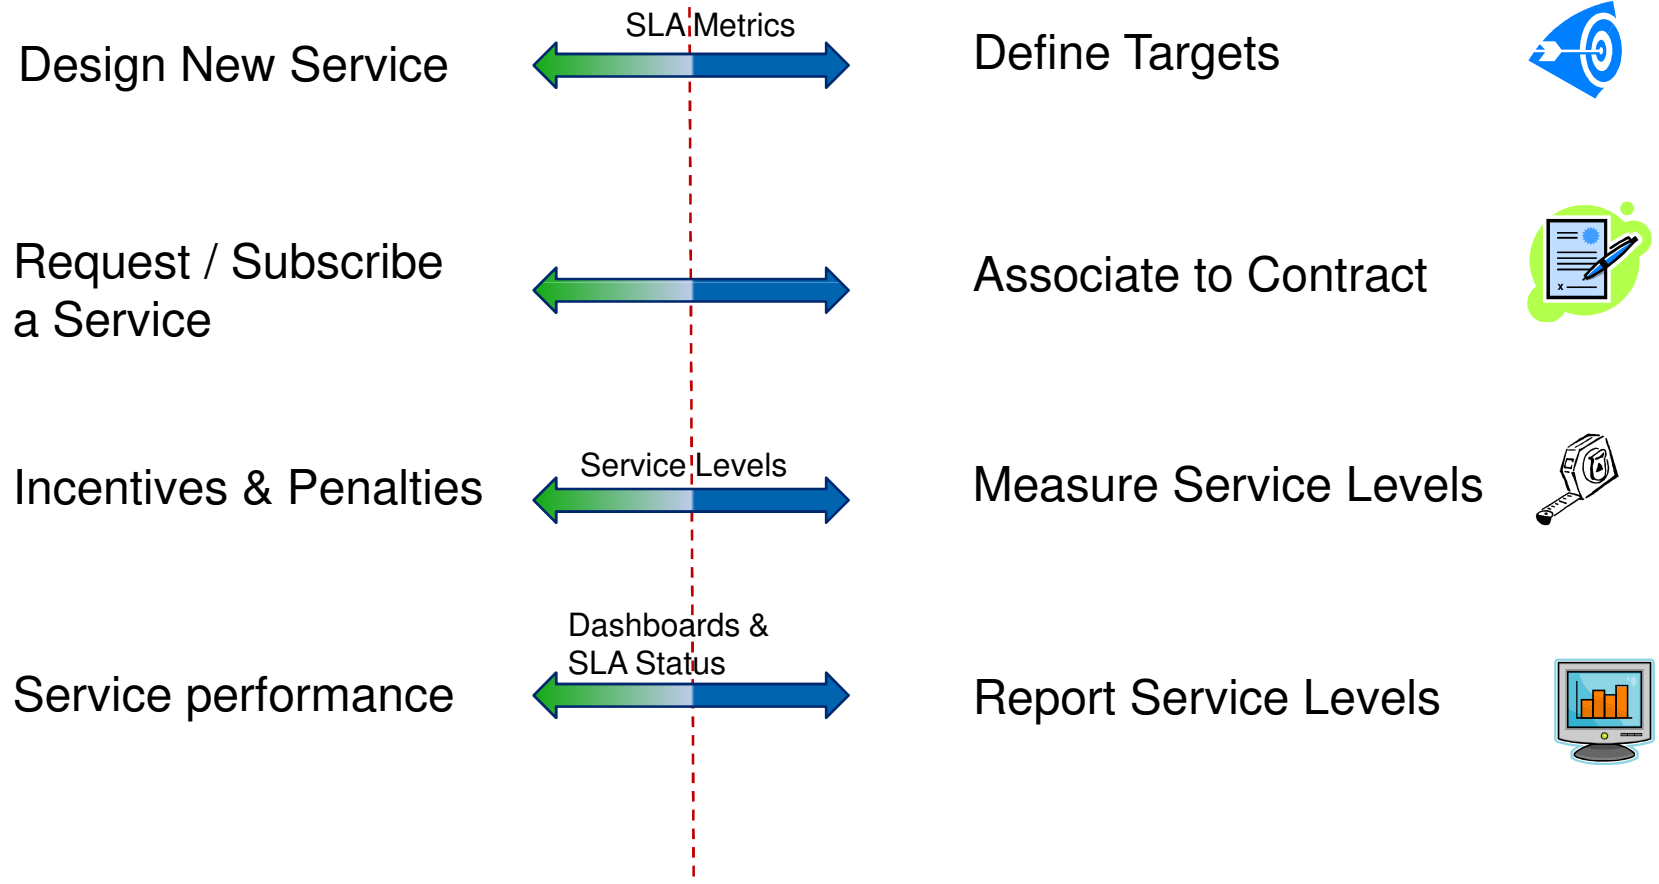 SLA Metrics
Design New Service
Define Targets
Request / Subscribe
a Service
Associate to Contract
x
Service Levels
Incentives & Penalties
Measure Service Levels
Dashboards &
SLA Status
Service performance
Report Service Levels